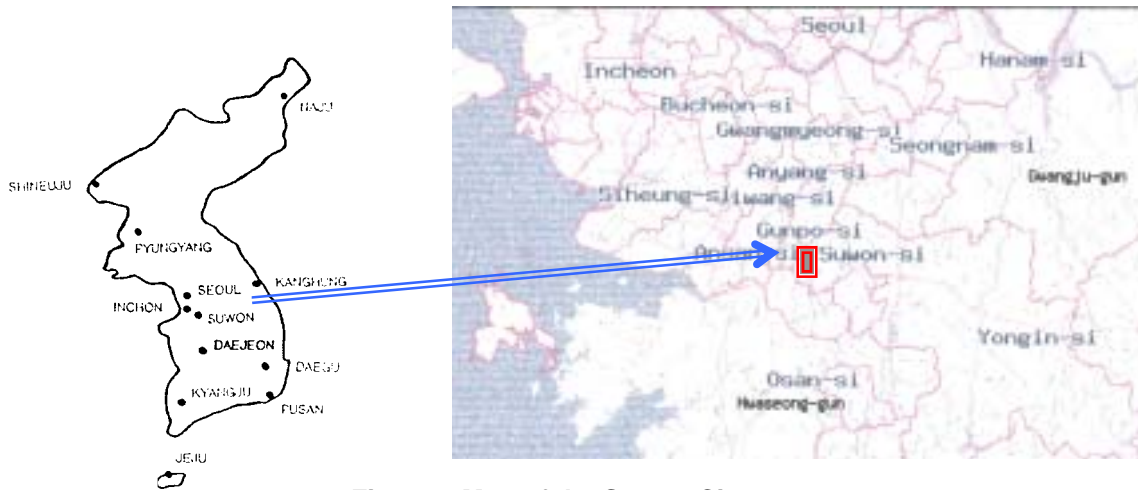 NAJU
SHINEUJU
PYUNGYANG
KANGHUNG
SEOUL
INCHON
SUWON
DAEJEON
DAEGU
KYANGJU
PUSAN
JEJU
Seoul
Hanam-si
Incheon
Bucheon-si
Gwangmyeong-si
Seongnam-si
Anyang-si
Gwangju-gun
Siheung-si
Gunpo-si
Suwon-si
Yongin-si
Osan-si
Hwaseong-gun